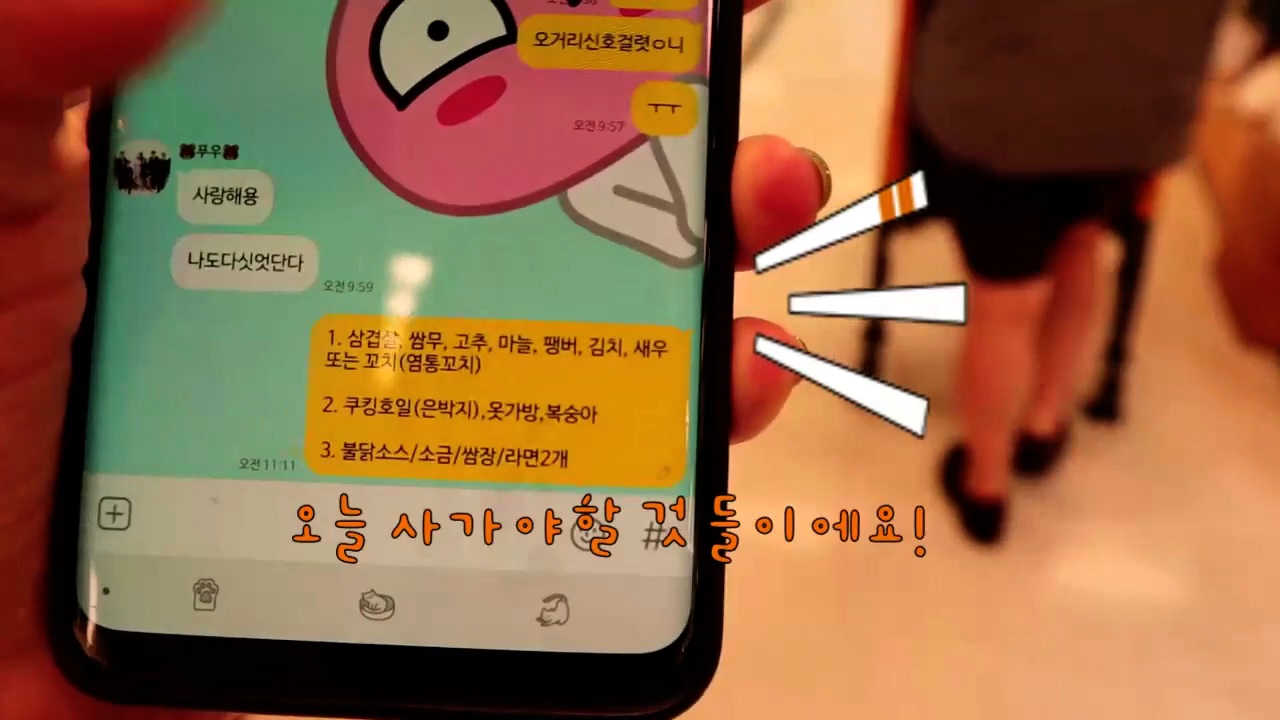 오거리신호걸렷ㅇ니
ㅜㅜ
오전 9:57
푸우
사랑해용
나도다싯엇단다
오전 9:59
1. 삼겹살, 쌈무, 고추, 마늘, 팽버, 김치, 새우
또는 꼬치(염통꼬치)
2. 쿠킹호일(은박지),옷가방,복숭아
3. 불닭소스/소금/쌈장/라면2개
오전 11:11
#
오늘 사가야할 것 들이에요!